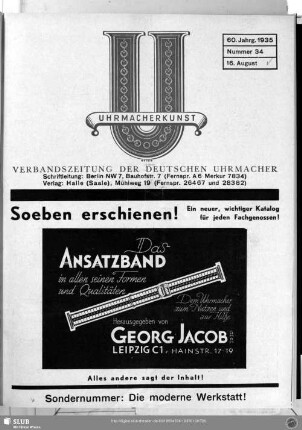 60. Jahrg. 1935
Nummer 34
16. August
UHRMACHERKUNST
VERBANDSZEITUNG DER DEUTSCHEN UHRMACHER
Schriftleitung: Berlin NW 7, Bauhofstr. 7 (Fernspr. A 6 Merkur 7834)
Verlag: Halle (Saale), Mühlweg 19 (Fernspr. 26467 und 28362)
Soeben erschienen!
Ein neuer, wichtiger Katalog
für jeden Fachgenossen!
Das
ANSATZBAND
in allen seinen Formen
und Qualitäten
Dem Uhrmacher
zum Nutzen und
zur Hilfe
Herausgegeben von
GEORG JACOB
LEIPZIG C1, HAINSTR. 17-19
Alles andere sagt der Inhalt!
Sondernummer: Die moderne Werkstatt!
SLUB